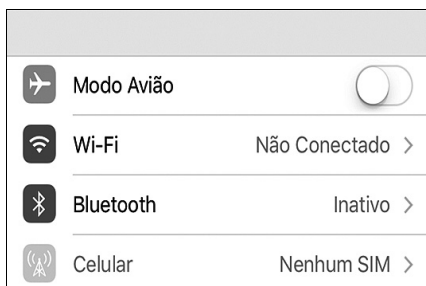 Modo Avião
Wi-Fi Não Conectado
Bluetooth Inativo
Celular Nenhum SIM